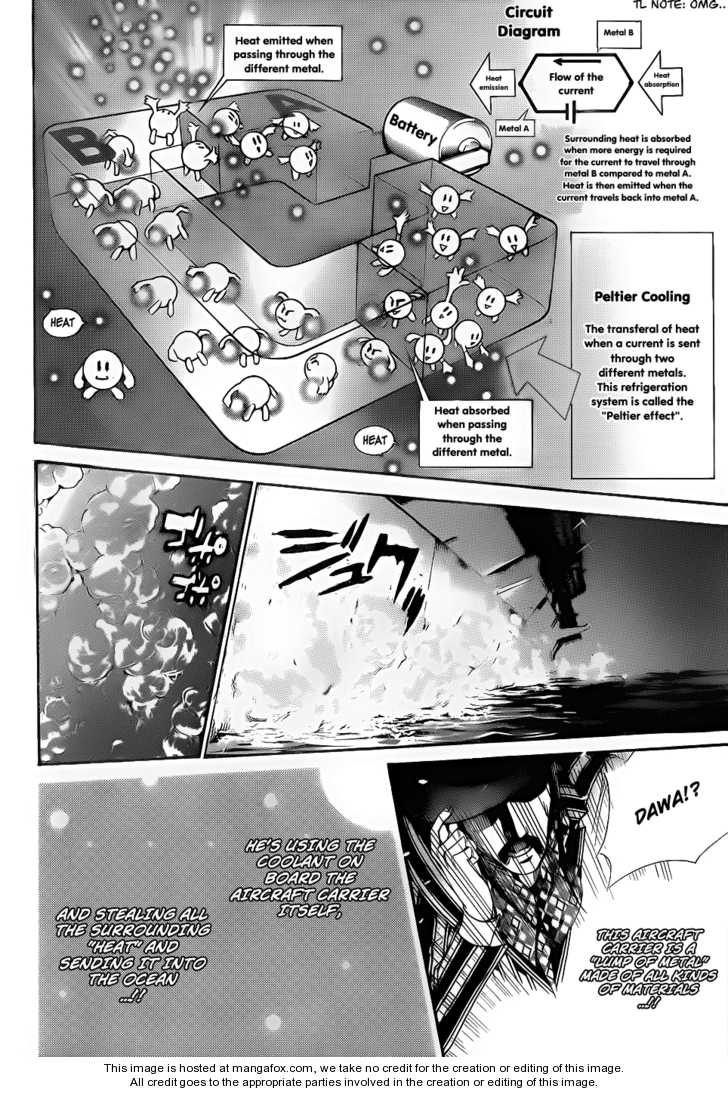 TL NOTE: OMG..
Circuit
Diagram
Metal B
Heat
emission
Flow of the
current
Heat
absorption
Metal A
Surrounding heat is absorbed
when more energy is required
for the current to travel through
metal B compared to metal A.
Heat is then emitted when the
current travels back into metal A.
Heat emitted when
passing through the
different metal.
A
B
Battery
Peltier Cooling
The transferal of heat
when a current is sent
through two
different metals.
This refrigeration
system is called the
"Peltier effect".
HEAT
HEAT
Heat absorbed
when passing
through the
different metal.
ジュク
DAWA!?
THIS AIRCRAFT
CARRIER IS A
"LUMP OF METAL"
MADE OF ALL KINDS
OF MATERIALS
...!!
HE'S USING THE
COOLANT ON
BOARD THE
AIRCRAFT CARRIER
ITSELF,
AND STEALING ALL
THE SURROUNDING
"HEAT" AND
SENDING IT INTO
THE OCEAN
...!!
This image is hosted at mangafox.com, we take no credit for the creation or editing of this image.
All credit goes to the appropriate parties involved in the creation or editing of this image.